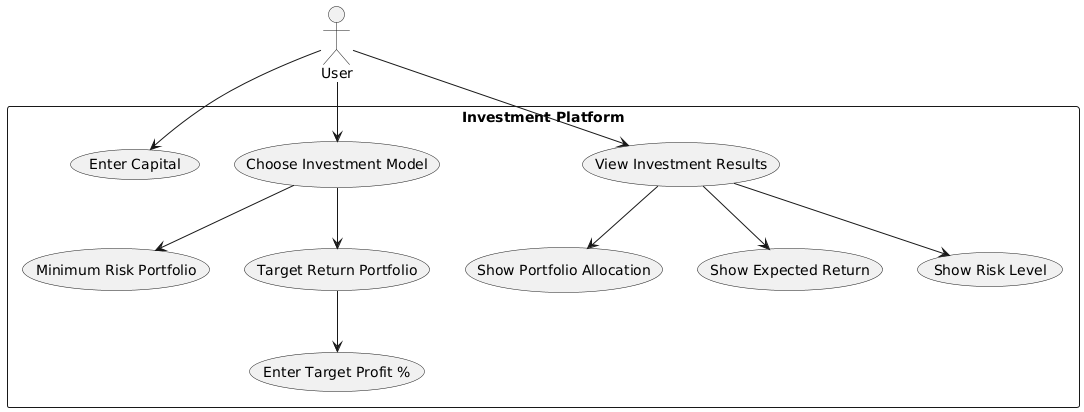 User
Investment Platform
Enter Capital
Choose Investment Model
View Investment Results
Minimum Risk Portfolio
Target Return Portfolio
Show Portfolio Allocation
Show Expected Return
Show Risk Level
Enter Target Profit %